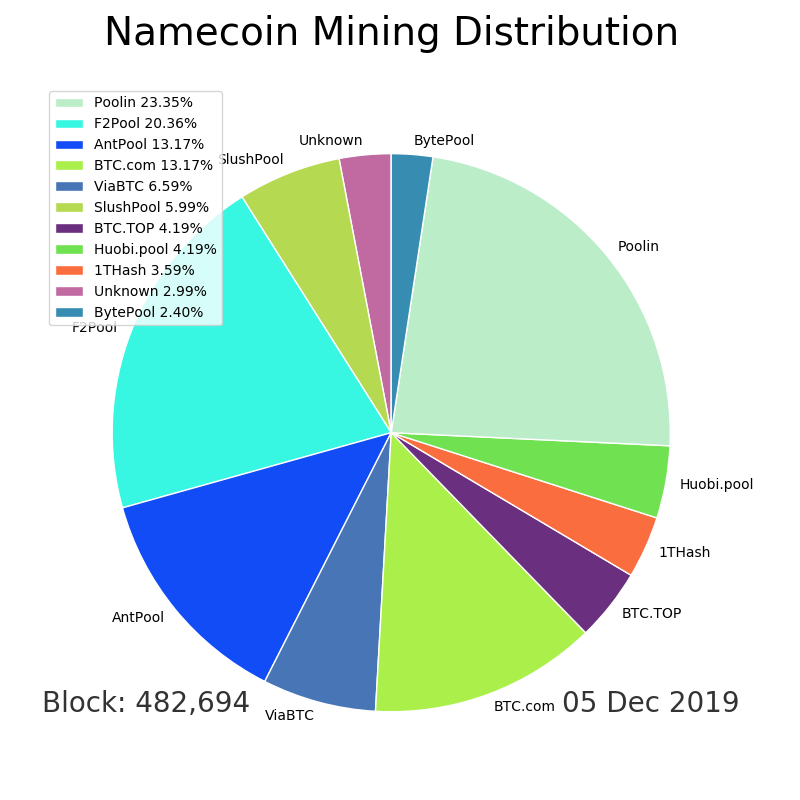 Namecoin Mining Distribution
Poolin 23.35%
F2Pool 20.36%
AntPool 13.17%
BTC.com 13.17%
ViaBTC 6.59%
SlushPool 5.99%
BTC.TOP 4.19%
Huobi.pool 4.19%
1THash 3.59%
Unknown 2.99%
BytePool 2.40%
Unknown
BytePool
SlushPool
Poolin
F2Pool
Huobi.pool
1THash
AntPool
BTC.TOP
ViaBTC
BTC.com
Block: 482,694
05 Dec 2019